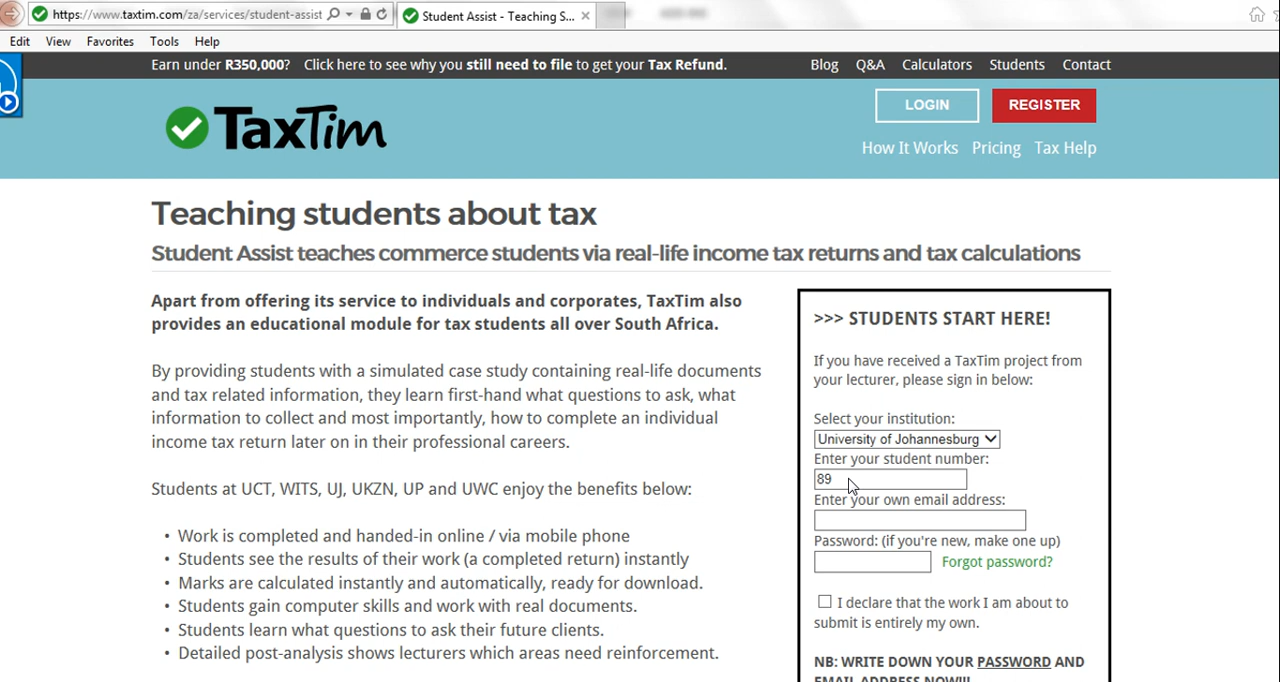 https://www.taxtim.com/za/services/student-assist
Student Assist - Teaching S...
Edit View Favorites Tools Help
Earn under R350,000? Click here to see why you still need to file to get your Tax Refund.
Blog Q&A Calculators Students Contact
TaxTim
LOGIN REGISTER
How It Works Pricing Tax Help
Teaching students about tax
Student Assist teaches commerce students via real-life income tax returns and tax calculations
Apart from offering its service to individuals and corporates, TaxTim also
provides an educational module for tax students all over South Africa.
By providing students with a simulated case study containing real-life documents
and tax related information, they learn first-hand what questions to ask, what
information to collect and most importantly, how to complete an individual
income tax return later on in their professional careers.
Students at UCT, WITS, UJ, UKZN, UP and UWC enjoy the benefits below:
• Work is completed and handed-in online / via mobile phone
• Students see the results of their work (a completed return) instantly
• Marks are calculated instantly and automatically, ready for download.
• Students gain computer skills and work with real documents.
• Students learn what questions to ask their future clients.
• Detailed post-analysis shows lecturers which areas need reinforcement.
>>> STUDENTS START HERE!
If you have received a TaxTim project from
your lecturer, please sign in below:
Select your institution:
University of Johannesburg
Enter your student number:
89
Enter your own email address:
Password: (if you're new, make one up)
Forgot password?
I declare that the work I am about to
submit is entirely my own.
NB: WRITE DOWN YOUR PASSWORD AND
EMAIL ADDRESS NOW!!!